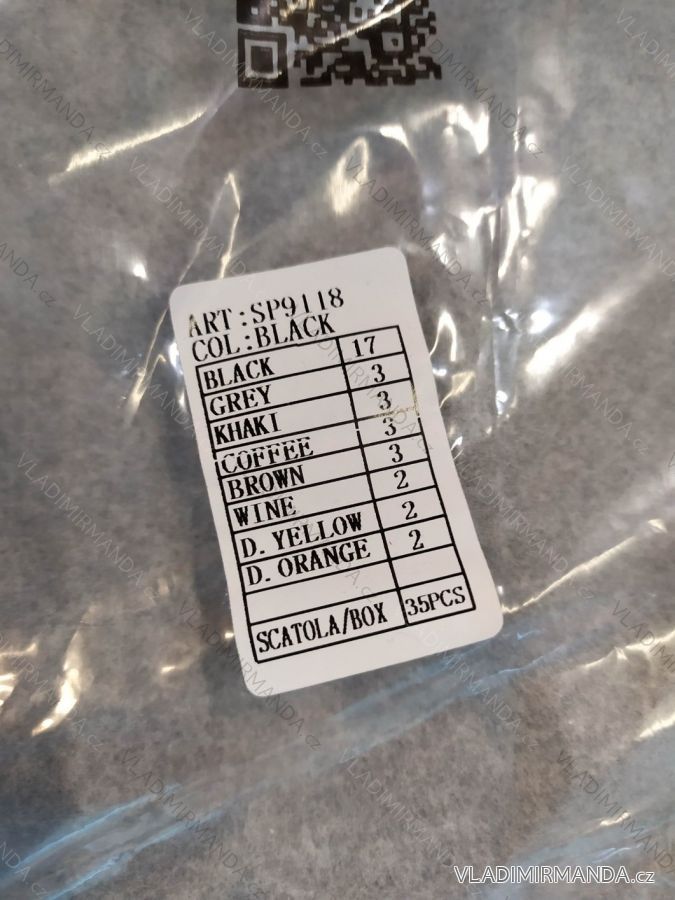 ART:SP9118
COL:BLACK
BLACK 17
GREY 3
KHAKI 3
COFFEE 3
BROWN 3
WINE 2
D. YELLOW 2
D. ORANGE 2
SCATOLA/BOX 35PCS
VLADIMIRMANDA.cz